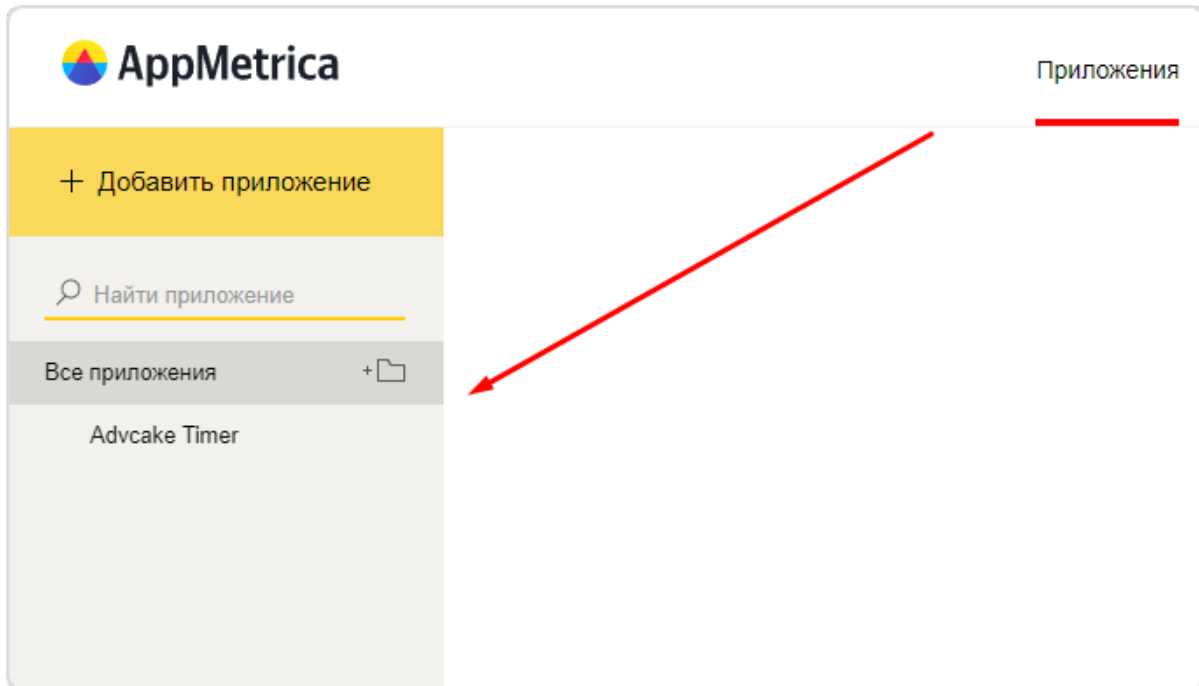 AppMetrica
Приложения
+ Добавить приложение
Найти приложение
Все приложения
Advcake Timer